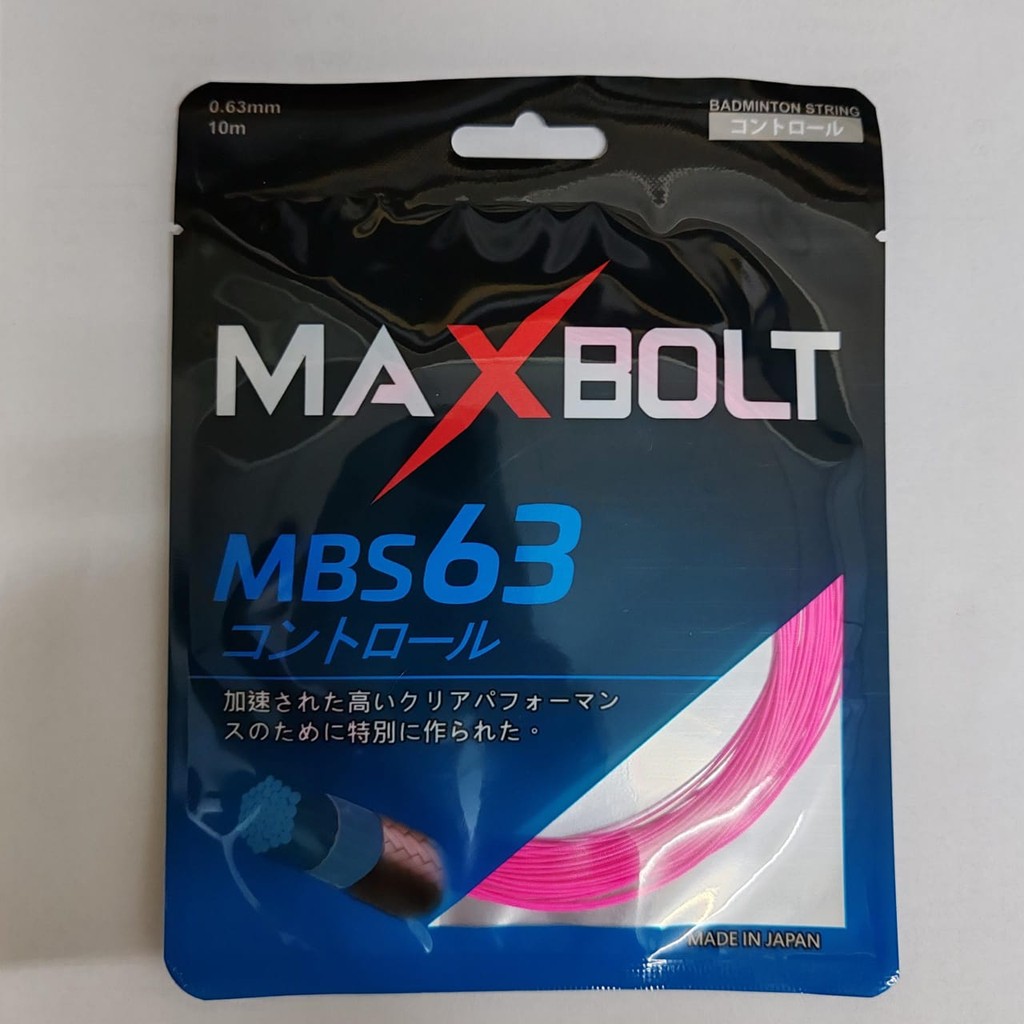 0.63mm
10m
BADMINTON STRING
コントロール
MAXBOLT
MBS63
コントロール
加速された高いクリアパフォーマン
スのために特別に作られた。
MADE IN JAPAN